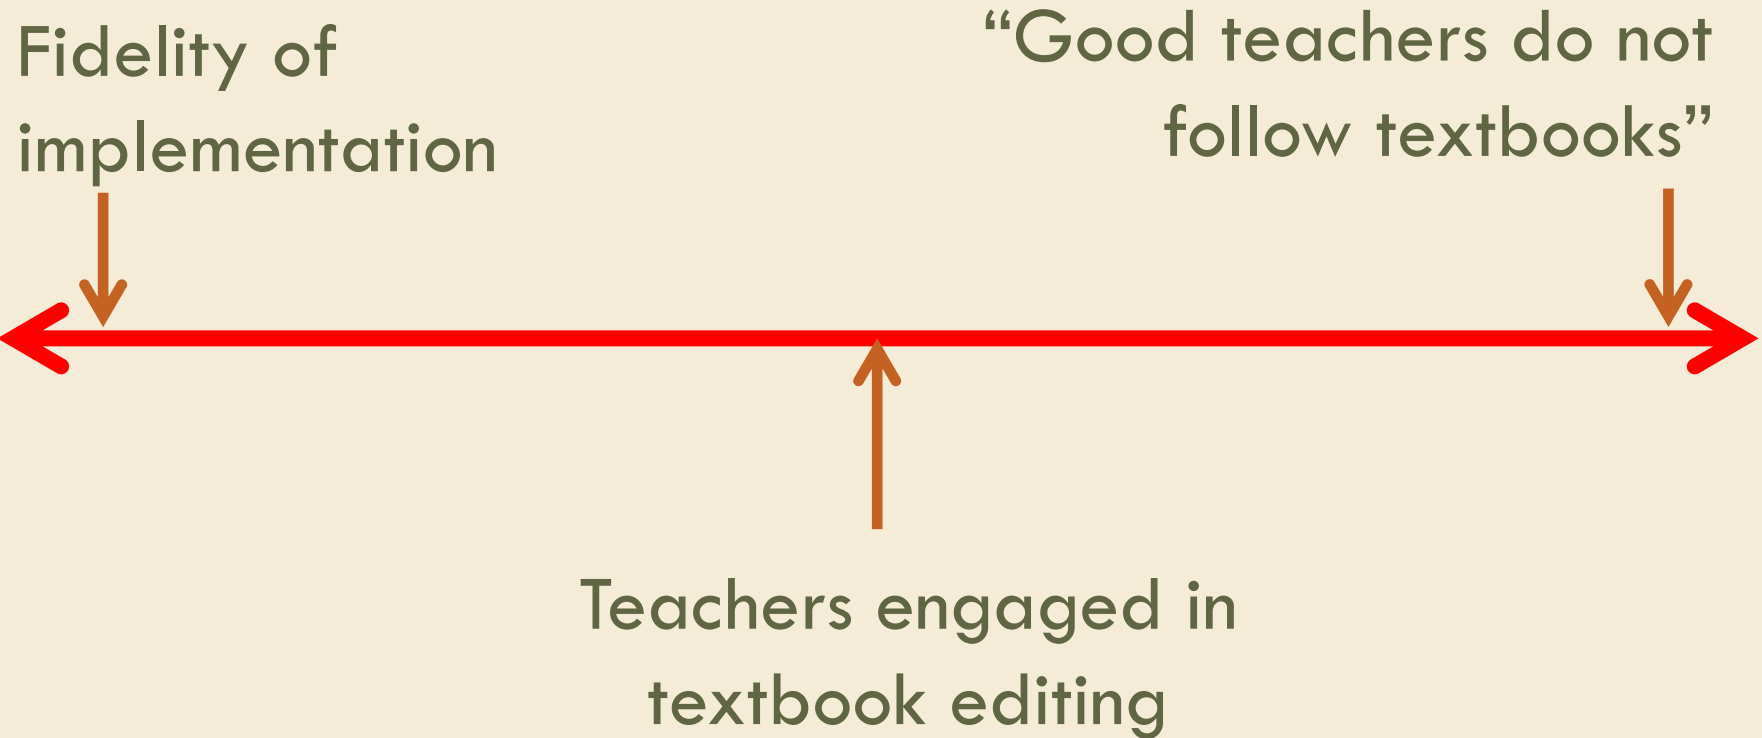 Fidelity of
implementation
“Good teachers do not
follow textbooks”
Teachers engaged in
textbook editing